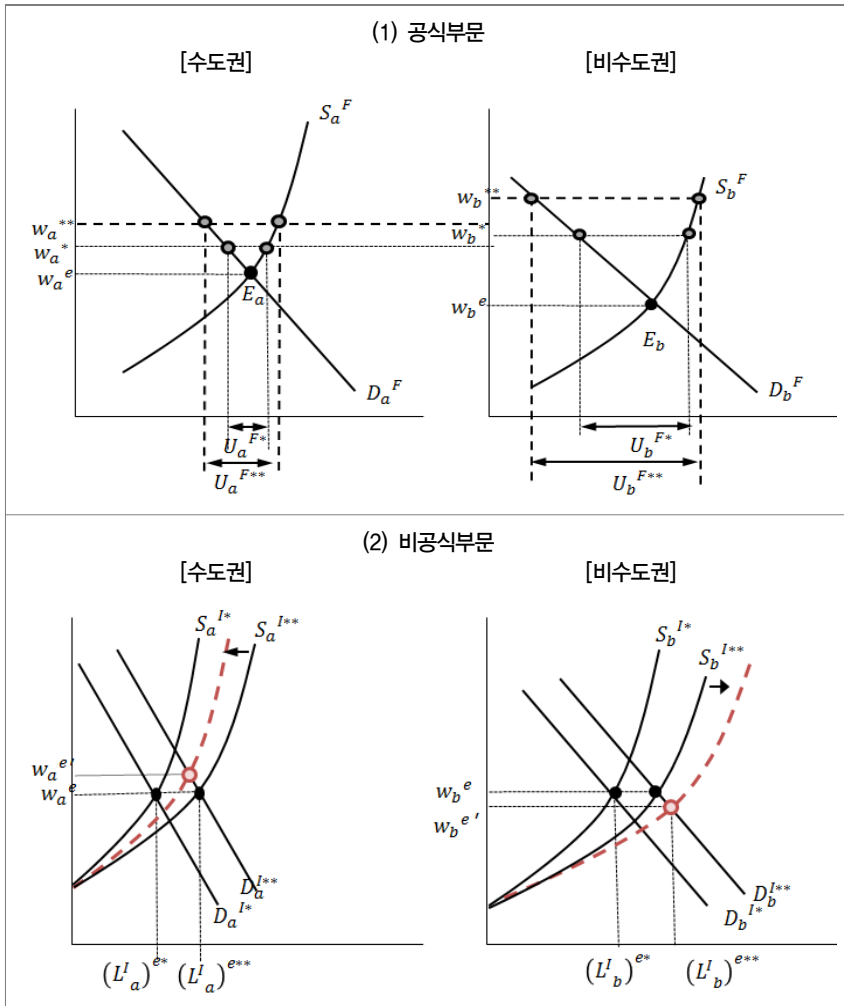 (1) 공식부문
[수도권] [비수도권]
S_a^F
S_b^F
w_a^{**}
w_a^*
w_a^e
w_b^{**}
w_b^*
w_b^e
E_a
E_b
D_a^F
D_b^F
U_a^{F*}
U_a^{F**}
U_b^{F*}
U_b^{F**}
(2) 비공식부문
[수도권] [비수도권]
S_a^{I*} S_a^{I**}
S_b^{I*} S_b^{I**}
w_a^{e'}
w_a^e
w_b^e
w_b^{e'}
D_a^{I**}
D_a^{I*}
D_b^{I**}
D_b^{I*}
(L^I_a)^{e*} (L^I_a)^{e**}
(L^I_b)^{e*} (L^I_b)^{e**}